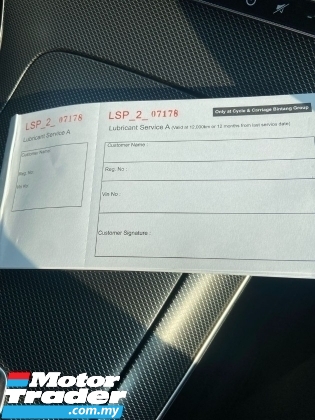 LSP_2_ 07178
Lubricant Service A
Customer Name :
Reg. No :
Vin No :
LSP_2_ 07178
Only at Cycle & Carriage Bintang Group
Lubricant Service A (Valid at 10,000km or 12 months from last service date)
Customer Name :
Reg. No :
Vin No :
Customer Signature :
Motor
Trader
.com.my